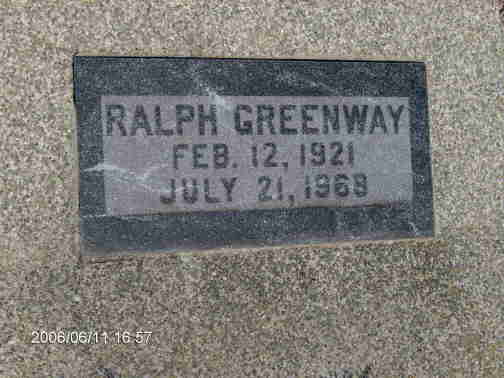 RALPH GREENWAY
FEB. 12, 1921
JULY 21, 1969
2006/06/11 16:57